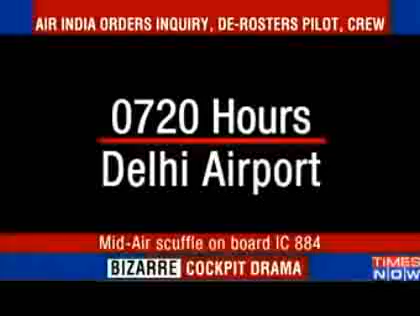 AIR INDIA ORDERS INQUIRY, DE-ROSTERS PILOT, CREW
0720 Hours
Delhi Airport
Mid-Air scuffle on board IC 884
BIZARRE COCKPIT DRAMA
TIMES NOW